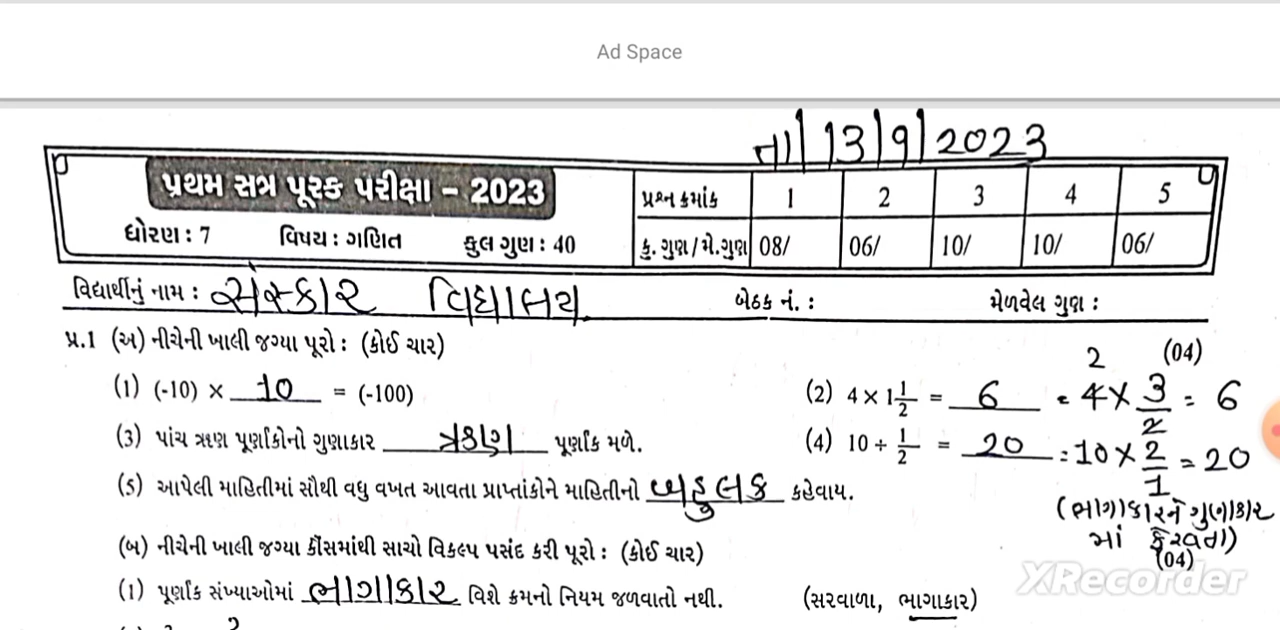 Ad Space
તા/13/9/2023
પ્રથમ સત્ર પૂરક પરીક્ષા - 2023
ધોરણ : 7 વિષય : ગણિત કુલ ગુણ : 40
પ્રશ્ન ક્રમાંક 1 2 3 4 5
કુ. ગુણ/મે.ગુણ 08/ 06/ 10/ 10/ 06/
વિદ્યાર્થીનું નામ : સંસ્કાર વિદ્યાલય બેઠક નં. : મેળવેલ ગુણ :
પ્ર.1 (અ) નીચેની ખાલી જગ્યા પૂરો : (કોઈ ચાર) (04)
(1) (-10) × 10 = (-100)
(2) 4 × 1 1/2 = 6 = 4 × 3/2 = 6
2
(3) પાંચ ઋણ પૂર્ણાંકોનો ગુણાકાર ઋણ પૂર્ણાંક મળે.
(4) 10 ÷ 1/2 = 20 = 10 × 2/1 = 20
(5) આપેલી માહિતીમાં સૌથી વધુ વખત આવતા પ્રાપ્તાંકોને માહિતીનો બહુલક કહેવાય.
(ભાગાકારને ગુણાકાર
માં ફેરવતા)
(બ) નીચેની ખાલી જગ્યા કૌંસમાંથી સાચો વિકલ્પ પસંદ કરી પૂરો : (કોઈ ચાર) (04)
(1) પૂર્ણાંક સંખ્યાઓમાં ભાગાકાર વિશે ક્રમનો નિયમ જળવાતો નથી. (સરવાળા, ભાગાકાર)
XRecorder